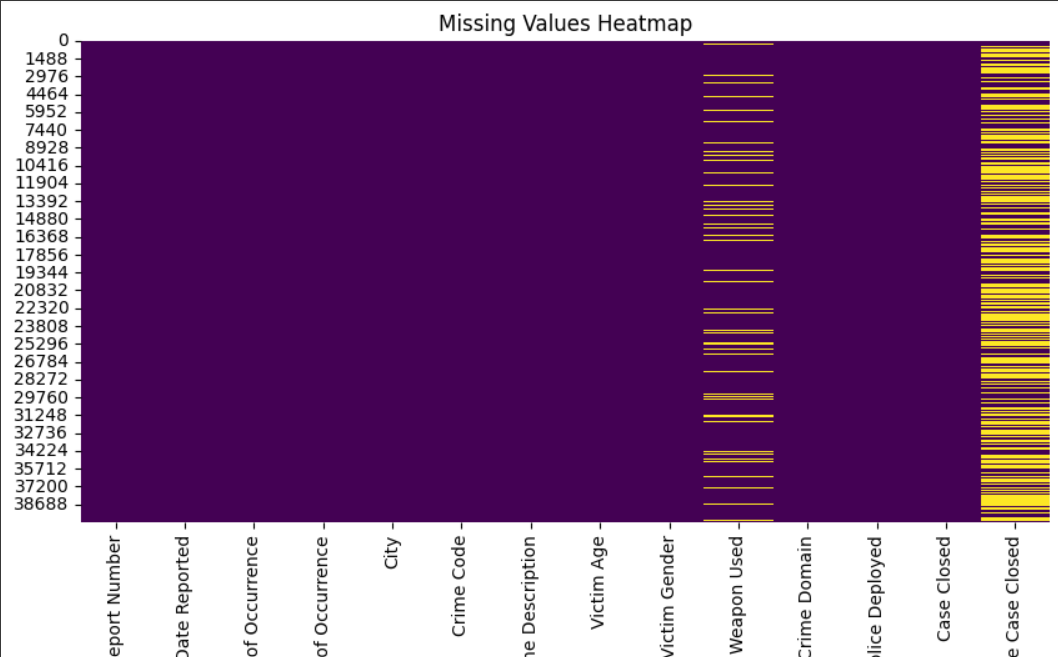 Missing Values Heatmap
0
1488
2976
4464
5952
7440
8928
10416
11904
13392
14880
16368
17856
19344
20832
22320
23808
25296
26784
28272
29760
31248
32736
34224
35712
37200
38688
eport Number
Date Reported
of Occurrence
of Occurrence
City
Crime Code
ne Description
Victim Age
Victim Gender
Weapon Used
Crime Domain
olice Deployed
Case Closed
e Case Closed